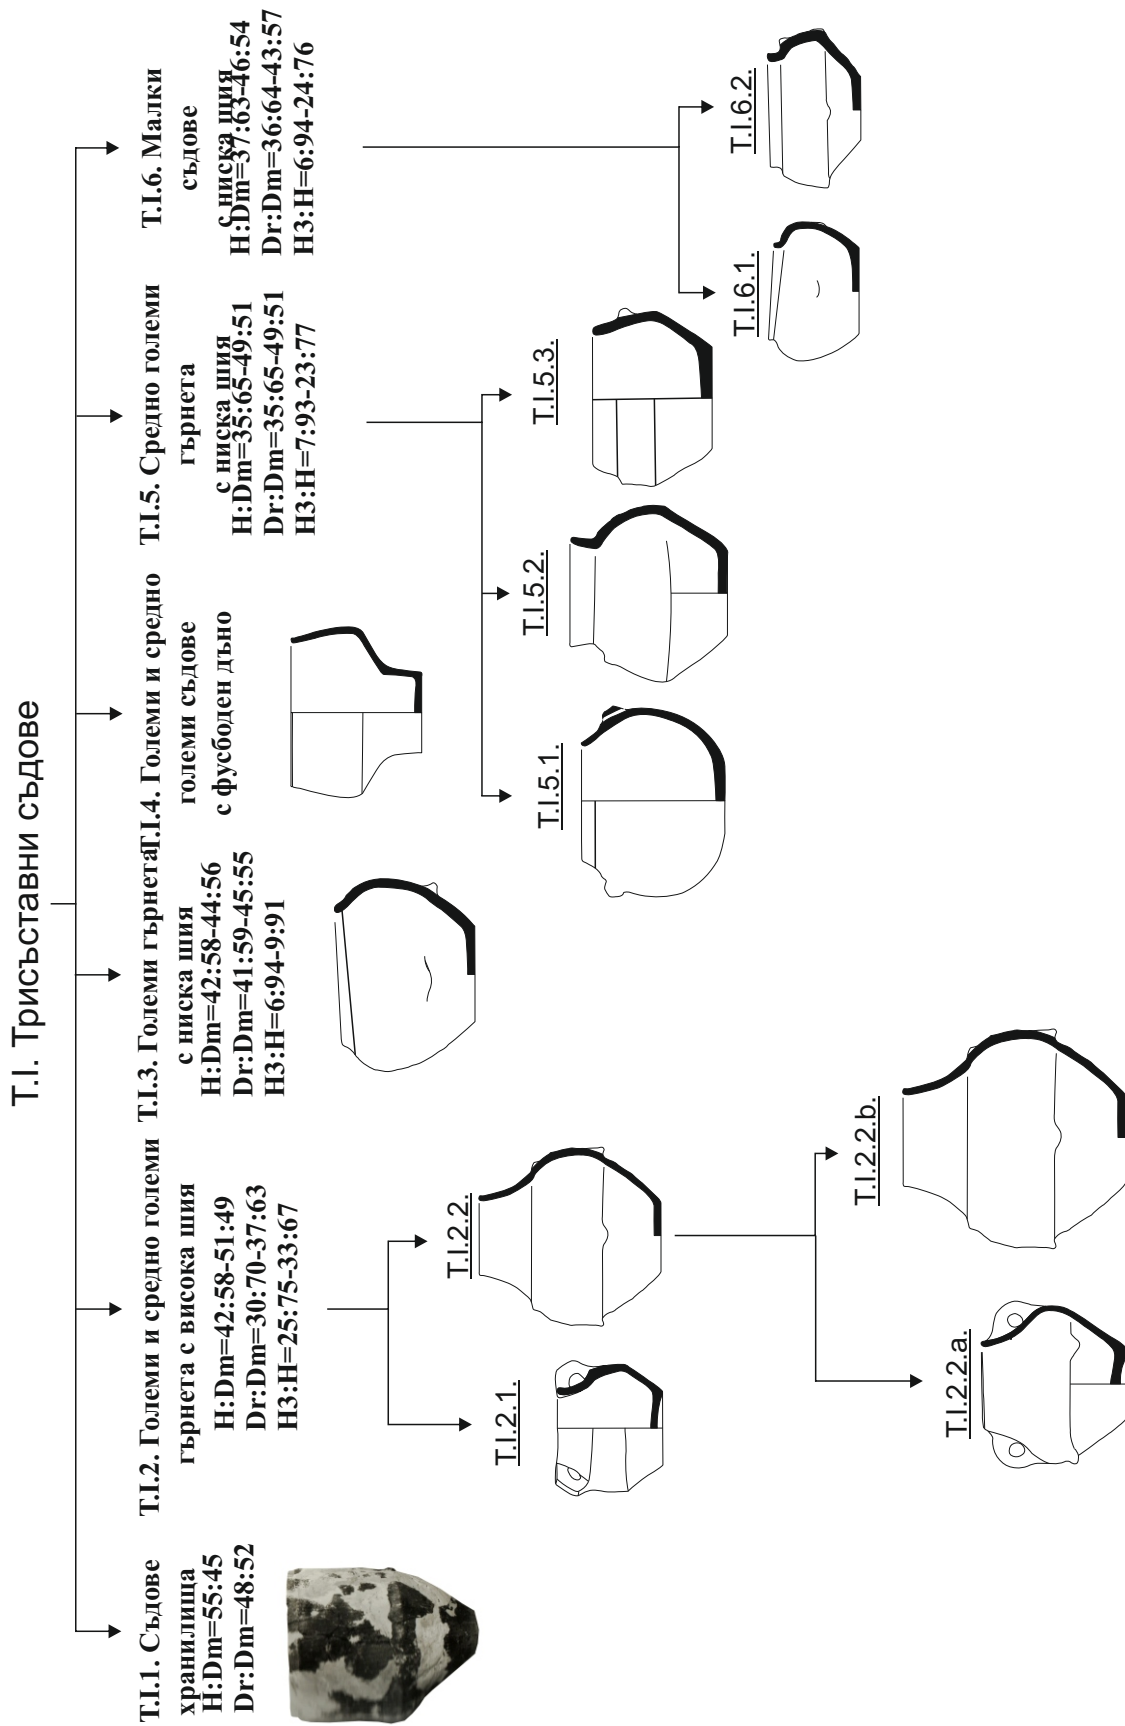 Т.I. Трисъставни съдове
Т.I.1. Съдове
хранилища
H:Dm=55:45
Dr:Dm=48:52
Т.I.2. Големи и средно големи
гърнета с висока шия
H:Dm=42:58-51:49
Dr:Dm=30:70-37:63
H3:H=25:75-33:67
Т.I.3. Големи гърнета
с ниска шия
H:Dm=42:58-44:56
Dr:Dm=41:59-45:55
H3:H=6:94-9:91
Т.I.4. Големи и средно
големи съдове
с фусбоден дъно
Т.I.5. Средно големи
гърнета
с ниска шия
H:Dm=35:65-49:51
Dr:Dm=35:65-49:51
H3:H=7:93-23:77
Т.I.6. Малки
съдове
с ниска шия
H:Dm=37:63-46:54
Dr:Dm=36:64-43:57
H3:H=6:94-24:76
Т.I.2.1.
Т.I.2.2
Т.I.2.2.a.
Т.I.2.2.b.
Т.I.5.1.
Т.I.5.2.
Т.I.5.3.
Т.I.6.1.
Т.I.6.2.